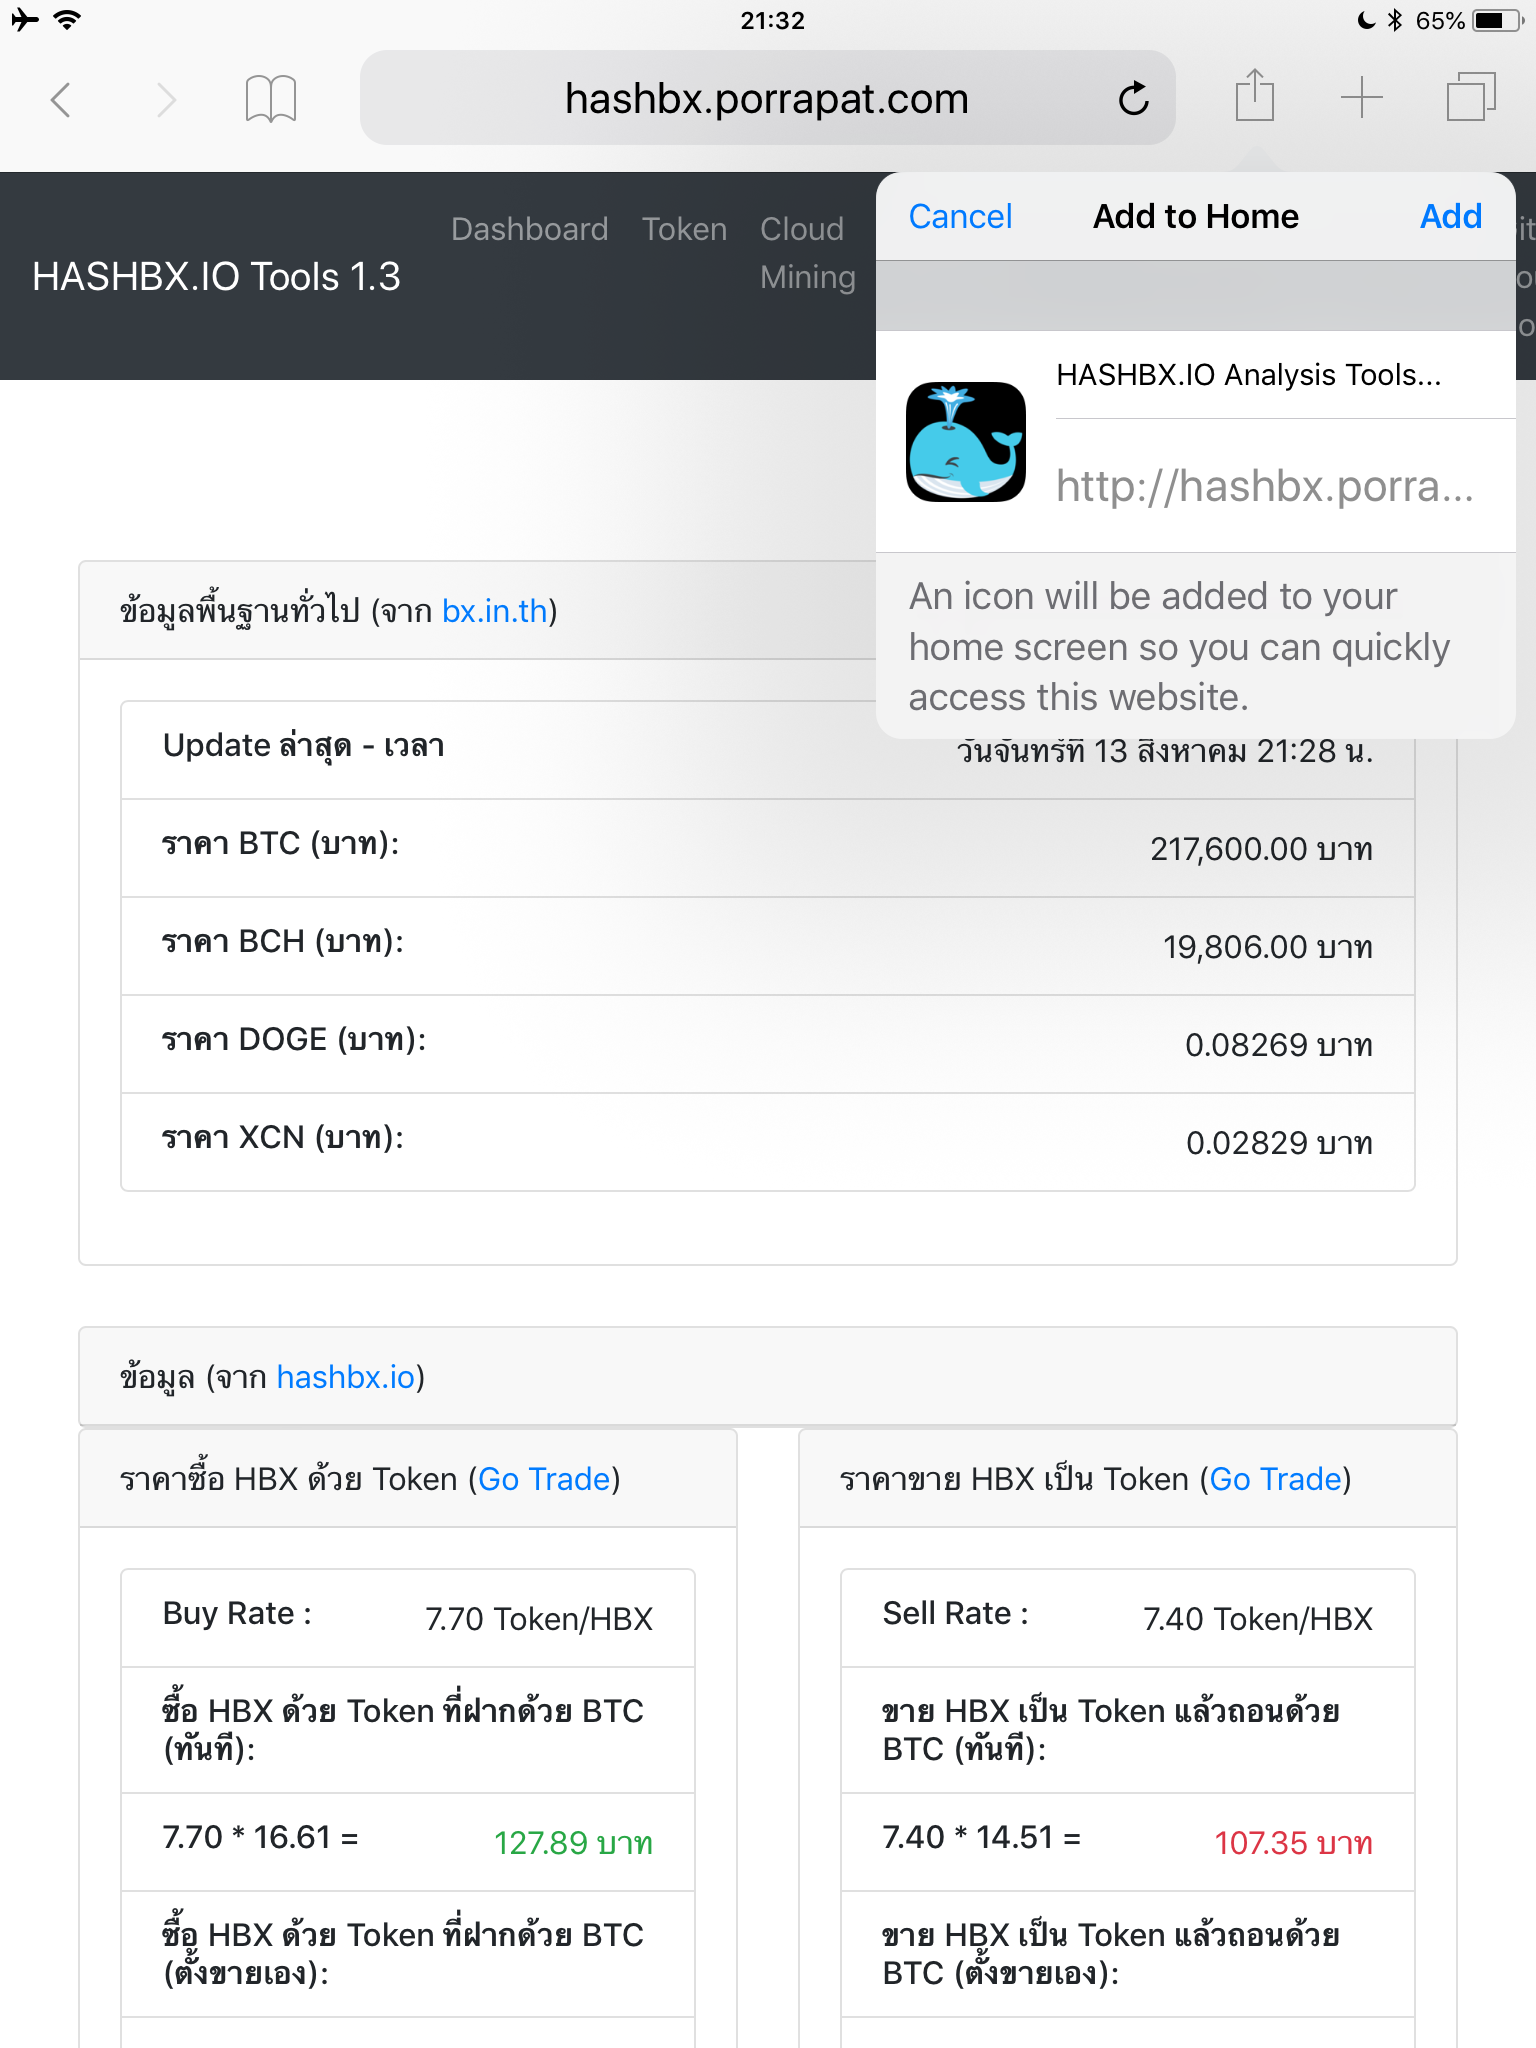 21:32
65%
hashbx.porrapat.com
HASHBX.IO Tools 1.3
Dashboard
Token
Cloud
Mining
Cancel
Add to Home
Add
HASHBX.IO Analysis Tools...
http://hashbx.porra...
An icon will be added to your
home screen so you can quickly
access this website.
ข้อมูลพื้นฐานทั่วไป (จาก bx.in.th)
Update ล่าสุด - เวลา
วันจันทร์ที่ 13 สิงหาคม 21:28 น.
ราคา BTC (บาท):
217,600.00 บาท
ราคา BCH (บาท):
19,806.00 บาท
ราคา DOGE (บาท):
0.08269 บาท
ราคา XCN (บาท):
0.02829 บาท
ข้อมูล (จาก hashbx.io)
ราคาซื้อ HBX ด้วย Token (Go Trade)
Buy Rate :
7.70 Token/HBX
ซื้อ HBX ด้วย Token ที่ฝากด้วย BTC
(ทันที):
7.70 * 16.61 =
127.89 บาท
ซื้อ HBX ด้วย Token ที่ฝากด้วย BTC
(ตั้งขายเอง):
ราคาขาย HBX เป็น Token (Go Trade)
Sell Rate :
7.40 Token/HBX
ขาย HBX เป็น Token แล้วถอนด้วย
BTC (ทันที):
7.40 * 14.51 =
107.35 บาท
ขาย HBX เป็น Token แล้วถอนด้วย
BTC (ตั้งขายเอง):